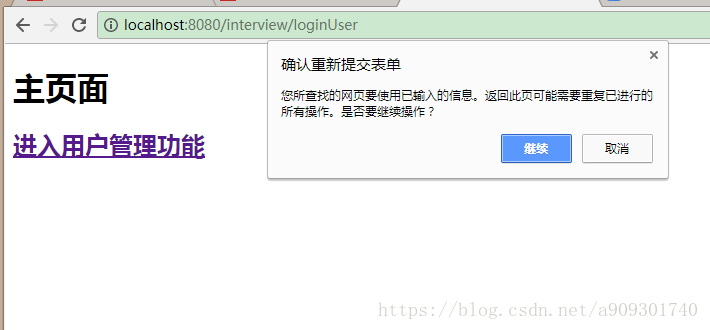 localhost:8080/interview/loginUser
确认重新提交表单
您所查找的网页要使用已输入的信息。返回此页可能需要重复已进行的
所有操作。是否要继续操作？
继续 取消
主页面
进入用户管理功能
https://blog.csdn.net/a909301740